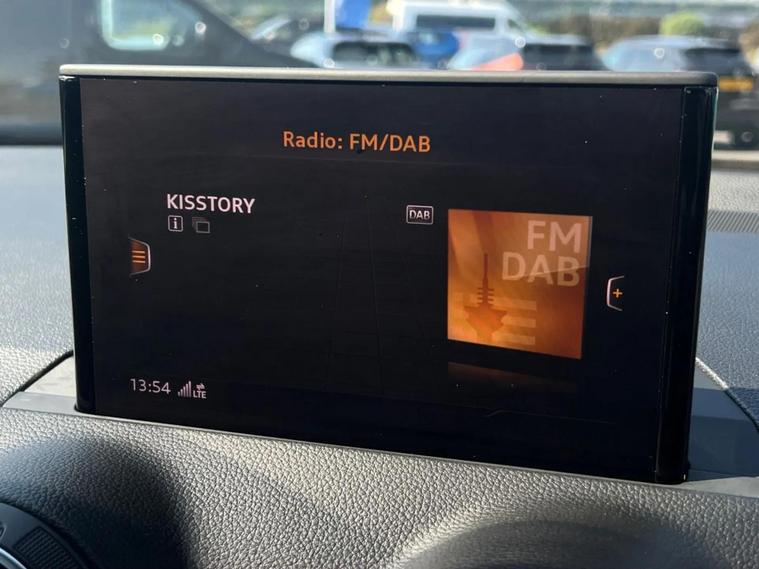 Radio: FM/DAB
KISSTORY
i
DAB
FM
DAB
+
13:54
LTE